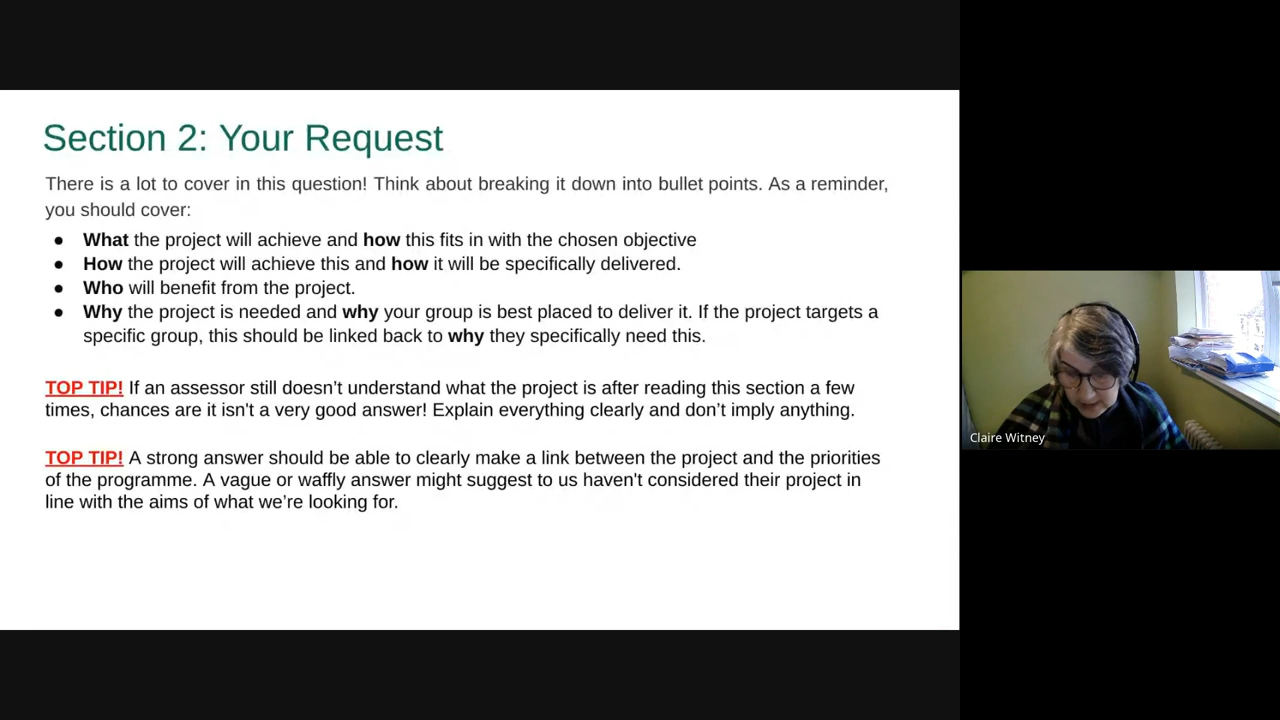 Section 2: Your Request
There is a lot to cover in this question! Think about breaking it down into bullet points. As a reminder,
you should cover:
● What the project will achieve and how this fits in with the chosen objective
● How the project will achieve this and how it will be specifically delivered.
● Who will benefit from the project.
● Why the project is needed and why your group is best placed to deliver it. If the project targets a
specific group, this should be linked back to why they specifically need this.
TOP TIP! If an assessor still doesn’t understand what the project is after reading this section a few
times, chances are it isn't a very good answer! Explain everything clearly and don’t imply anything.
TOP TIP! A strong answer should be able to clearly make a link between the project and the priorities
of the programme. A vague or waffly answer might suggest to us haven't considered their project in
line with the aims of what we’re looking for.
Claire Witney